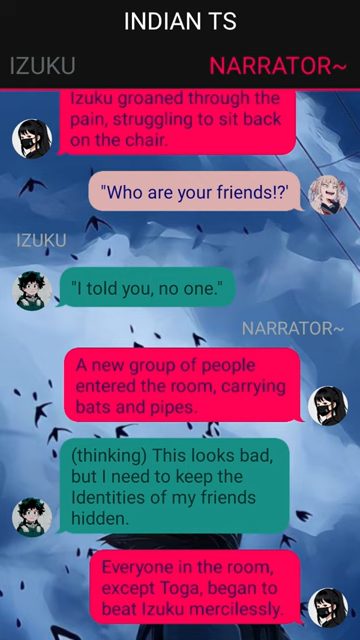 INDIAN TS
IZUKU
NARRATOR~
Izuku groaned through the
pain, struggling to sit back
on the chair.
"Who are your friends!?'
IZUKU
"I told you, no one."
NARRATOR~
A new group of people
entered the room, carrying
bats and pipes.
(thinking) This looks bad,
but I need to keep the
Identities of my friends
hidden.
Everyone in the room,
except Toga, began to
beat Izuku mercilessly.